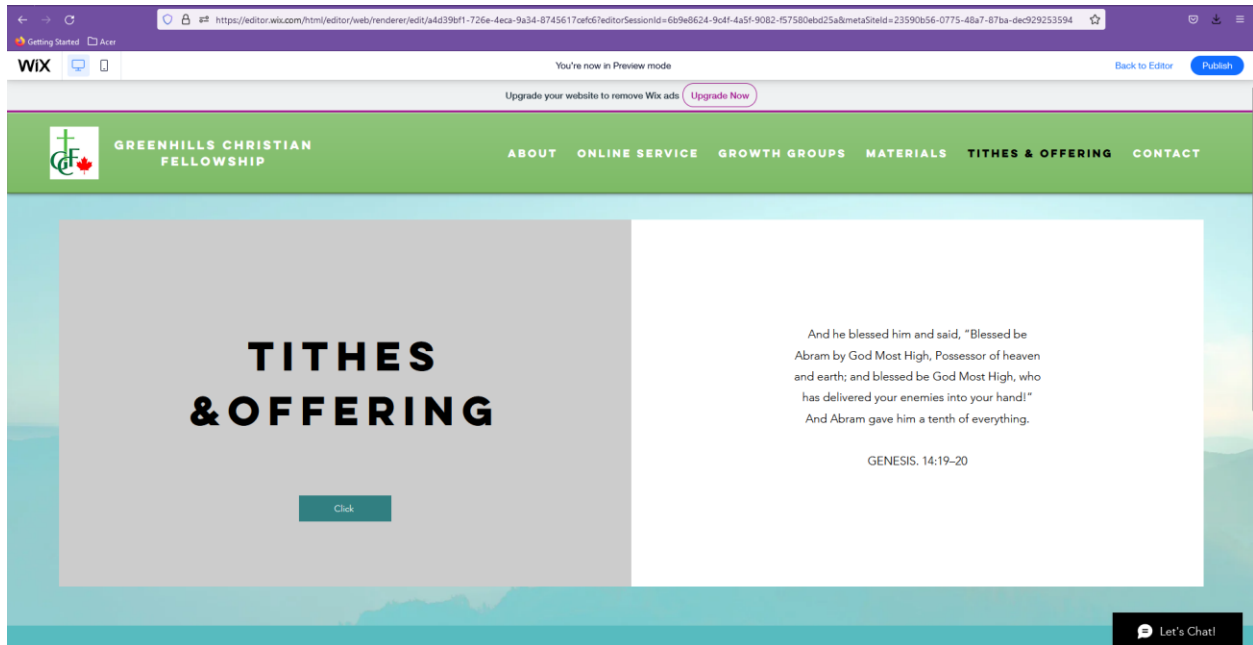 https://editor.wix.com/html/editor/web/renderer/edit/a4d39bf1-726e-4eca-9a34-8745617cefc6?editorSessionId=6b9e8624-9c4f-4a5f-9082-f57580ebd25a&metaSiteId=23590b56-0775-48a7-87ba-dec929253594
Getting Started Acer
WiX You're now in Preview mode Back to Editor Publish
Upgrade your website to remove Wix ads Upgrade Now
GCF
GREENHILLS CHRISTIAN
FELLOWSHIP
ABOUT ONLINE SERVICE GROWTH GROUPS MATERIALS TITHES & OFFERING CONTACT
TITHES
&OFFERING
Click
And he blessed him and said, “Blessed be
Abram by God Most High, Possessor of heaven
and earth; and blessed be God Most High, who
has delivered your enemies into your hand!”
And Abram gave him a tenth of everything.
GENESIS. 14:19–20
Let's Chat!